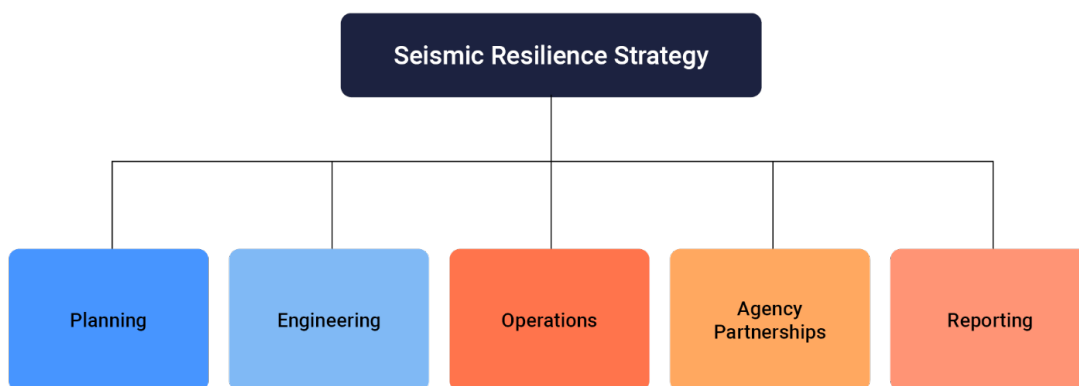 Seismic Resilience Strategy
Planning
Engineering
Operations
Agency
Partnerships
Reporting